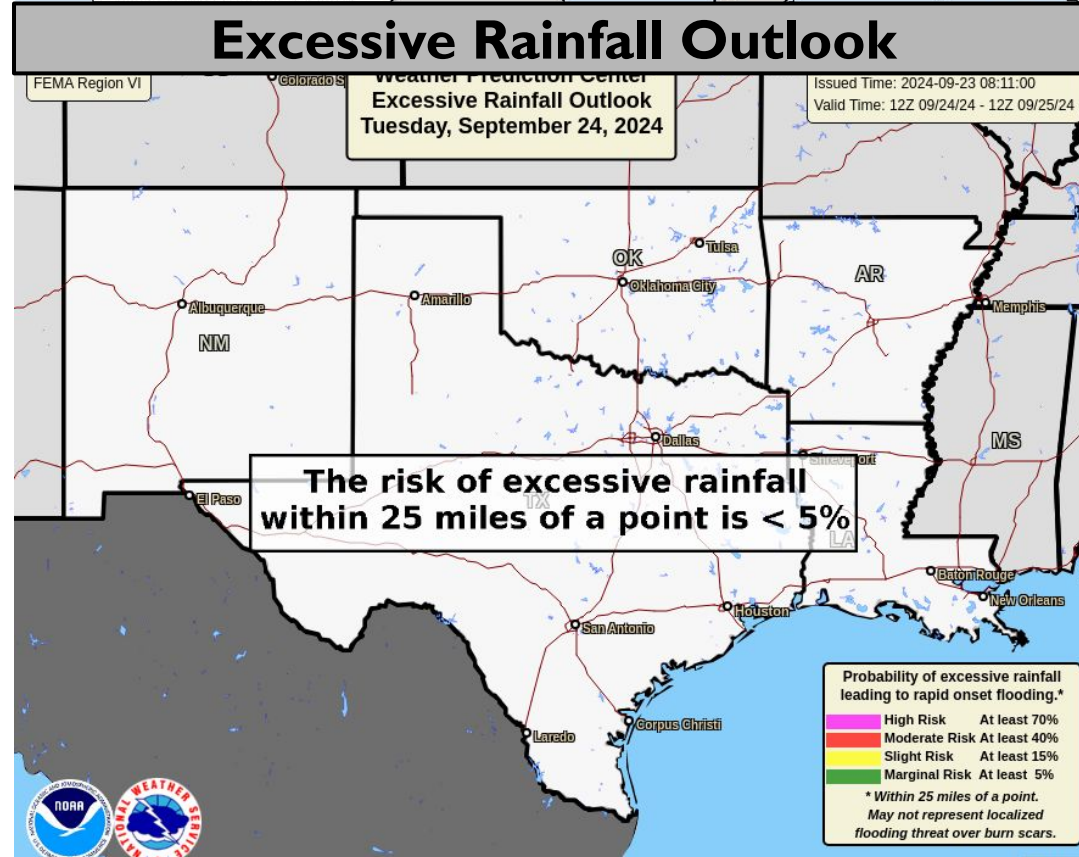 Excessive Rainfall Outlook
FEMA Region VI
Colorado S
Weather Prediction Center
Excessive Rainfall Outlook
Tuesday, September 24, 2024
Issued Time: 2024-09-23 08:11:00
Valid Time: 12Z 09/24/24 - 12Z 09/25/24
Tulsa
OK
Oklahoma City
AR
Amarillo
Albuquerque
Memphis
NM
Dallas
MS
Shreveport
The risk of excessive rainfall
within 25 miles of a point is < 5%
TX
El Paso
LA
Baton Rouge
New Orleans
Houston
San Antonio
Corpus Christi
Laredo
Probability of excessive rainfall
leading to rapid onset flooding.*
High Risk At least 70%
Moderate Risk At least 40%
Slight Risk At least 15%
Marginal Risk At least 5%
* Within 25 miles of a point.
May not represent localized
flooding threat over burn scars.
NOAA
NATIONAL WEATHER SERVICE